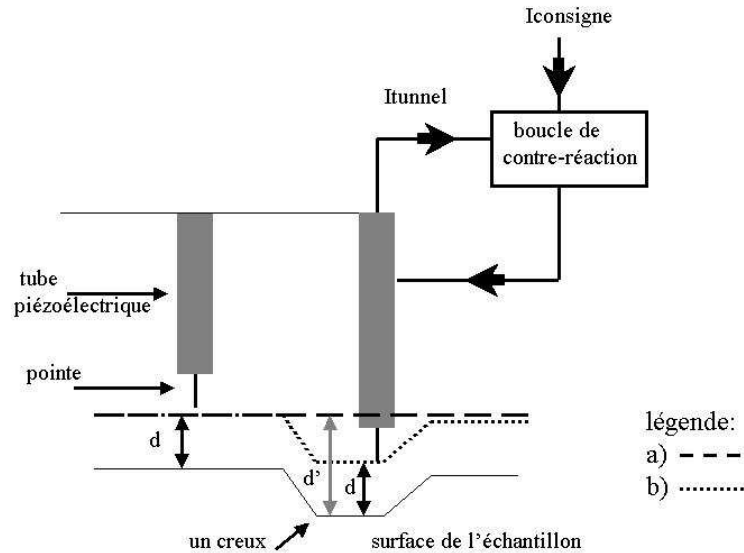 Iconsigne
Itunnel
boucle de
contre-réaction
tube
piézoélectrique
pointe
d
d'
d
légende:
a)
b)
un creux
surface de l'échantillon